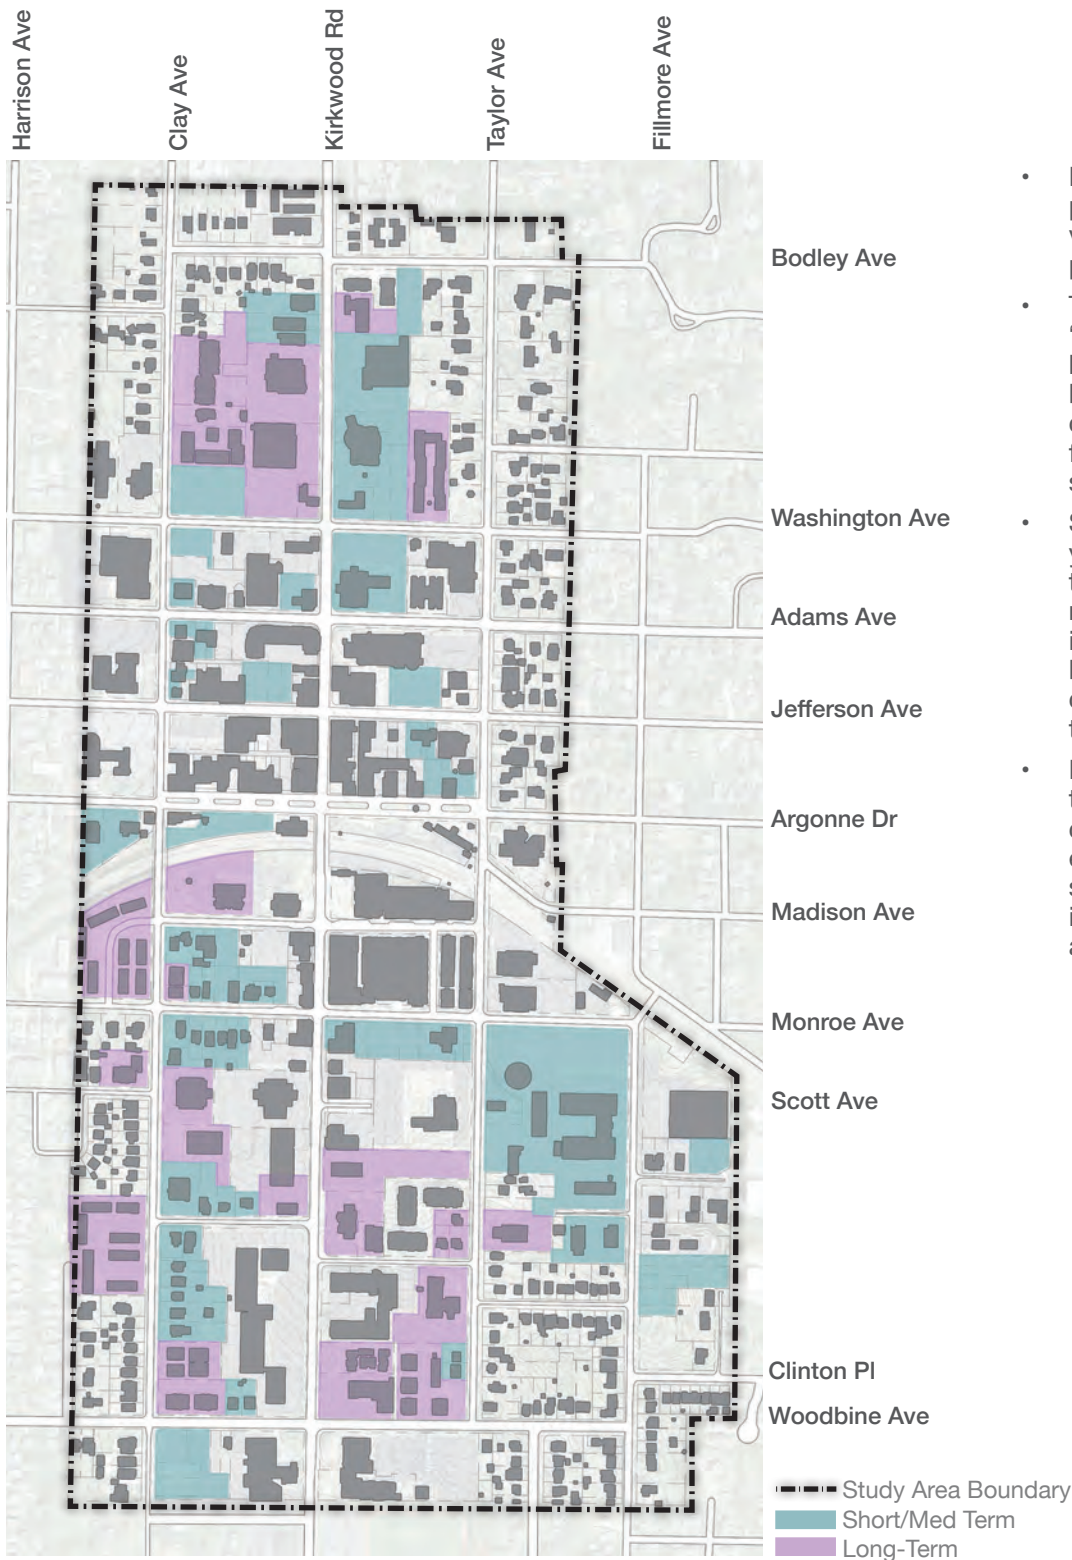 Harrison Ave
Clay Ave
Kirkwood Rd
Taylor Ave
Fillmore Ave
Bodley Ave
Washington Ave
Adams Ave
Jefferson Ave
Argonne Dr
Madison Ave
Monroe Ave
Scott Ave
Clinton Pl
Woodbine Ave
Study Area Boundary
Short/Med Term
Long-Term